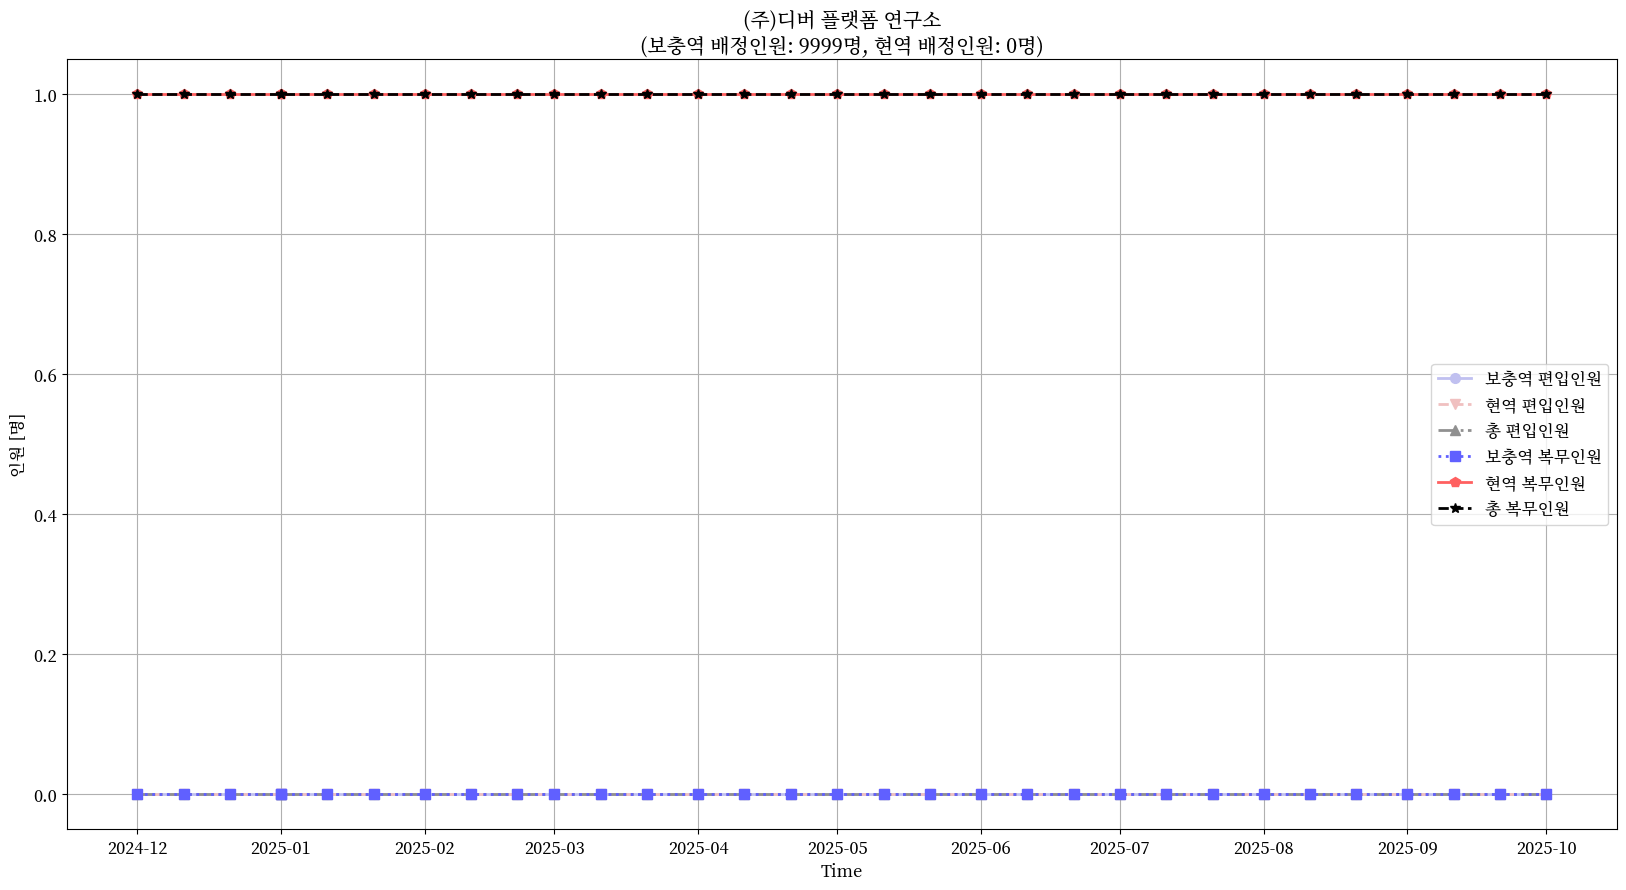 (주)디버 플랫폼 연구소
(보충역 배정인원: 9999명, 현역 배정인원: 0명)
인원 [명]
1.0
0.8
0.6
0.4
0.2
0.0
보충역 편입인원
현역 편입인원
총 편입인원
보충역 복무인원
현역 복무인원
총 복무인원
2024-12
2025-01
2025-02
2025-03
2025-04
2025-05
2025-06
2025-07
2025-08
2025-09
2025-10
Time